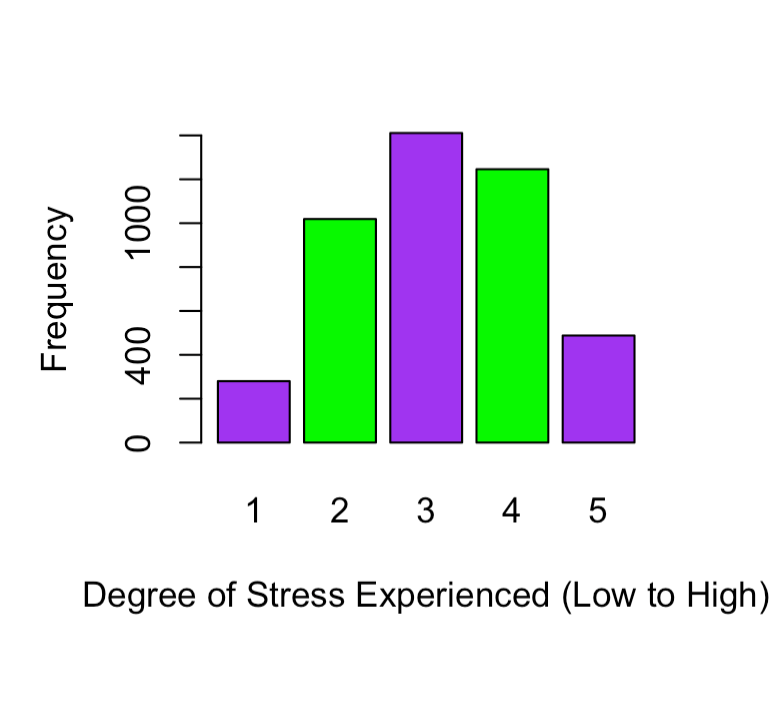 Frequency
1000
400
0
1 2 3 4 5
Degree of Stress Experienced (Low to High)